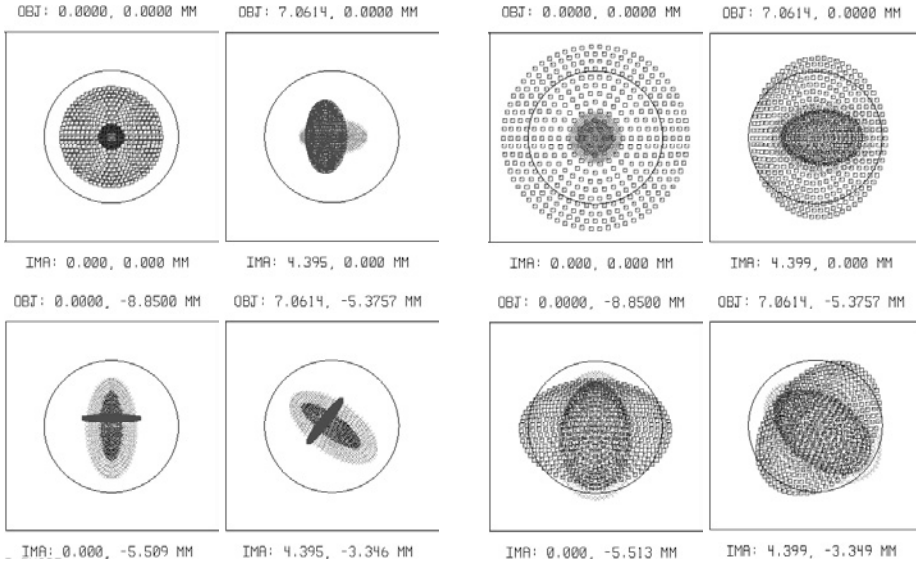 OBJ: 0.0000, 0.0000 MM
OBJ: 7.0614, 0.0000 MM
IMA: 0.000, 0.000 MM
IMA: 4.395, 0.000 MM
OBJ: 0.0000, -8.8500 MM
OBJ: 7.0614, -5.3757 MM
IMA: 0.000, -5.509 MM
IMA: 4.395, -3.346 MM
OBJ: 0.0000, 0.0000 MM
OBJ: 7.0614, 0.0000 MM
IMA: 0.000, 0.000 MM
IMA: 4.399, 0.000 MM
OBJ: 0.0000, -8.8500 MM
OBJ: 7.0614, -5.3757 MM
IMA: 0.000, -5.513 MM
IMA: 4.399, -3.349 MM